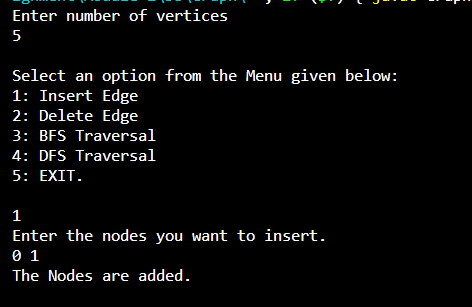 Enter number of vertices
5
Select an option from the Menu given below:
1: Insert Edge
2: Delete Edge
3: BFS Traversal
4: DFS Traversal
5: EXIT.
1
Enter the nodes you want to insert.
0 1
The Nodes are added.